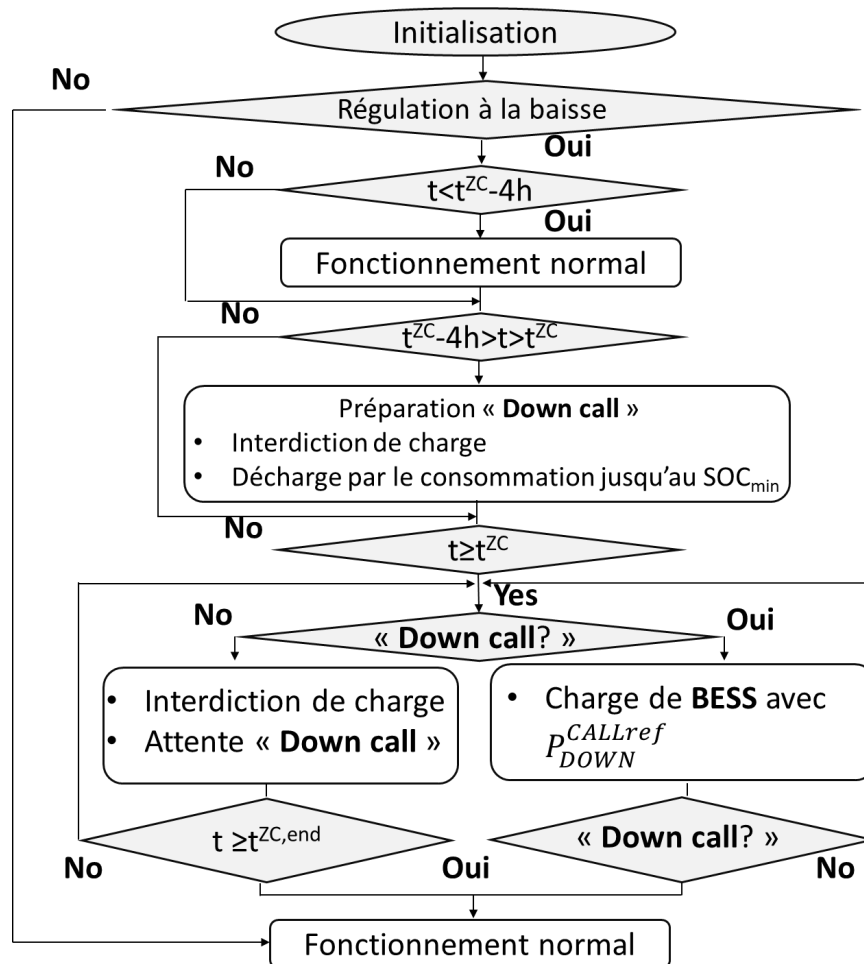 Initialisation
No
Régulation à la baisse
Oui
No
t<t^ZC-4h
Oui
Fonctionnement normal
No
t^ZC-4h>t>t^ZC
Préparation « Down call »
• Interdiction de charge
• Décharge par le consommation jusqu'au SOC_min
No
t≥t^ZC
Yes
No
« Down call? »
Oui
• Interdiction de charge
• Attente « Down call »
• Charge de BESS avec
P_DOWN^CALLref
t ≥t^ZC,end
« Down call? »
No
Oui
No
Fonctionnement normal